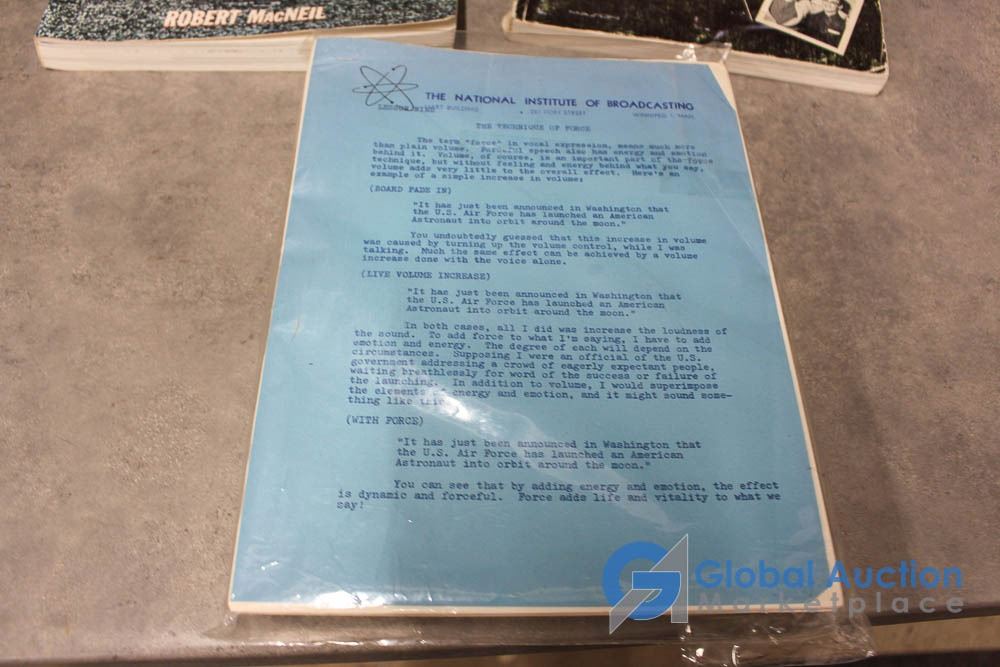 ROBERT MACNEIL
THE NATIONAL INSTITUTE OF BROADCASTING
LESSON NINE BUILDING STREET WINNIPEG 1 MAN.
THE TECHNIQUE OF FORCE
The term "force" in vocal expression, means much more
than plain volume. Forceful speech also has energy and emotion
behind it. Volume, of course, is an important part of the force
technique, but without feeling and energy behind what you say,
volume adds very little to the overall effect. Here's an
example of a simple increase in volume:
(BOARD FADE IN)
"It has just been announced in Washington that
the U.S. Air Force has launched an American
Astronaut into orbit around the moon."
You undoubtedly guessed that this increase in volume
was caused by turning up the volume control, while I was
talking. Much the same effect can be achieved by a volume
increase done with the voice alone.
(LIVE VOLUME INCREASE)
"It has just been announced in Washington that
the U.S. Air Force has launched an American
Astronaut into orbit around the moon."
In both cases, all I did was increase the loudness of
the sound. To add force to what I'm saying, I have to add
emotion and energy. The degree of each will depend on the
circumstances. Supposing I were an official of the U.S.
government addressing a crowd of eagerly expectant people,
waiting breathlessly for word of the success or failure of
the launching. In addition to volume, I would superimpose
the elements of energy and emotion, and it might sound some-
thing like this:
(WITH FORCE)
"It has just been announced in Washington that
the U.S. Air Force has launched an American
Astronaut into orbit around the moon."
You can see that by adding energy and emotion, the effect
is dynamic and forceful. Force adds life and vitality to what we
say!
Global Auction
Marketplace